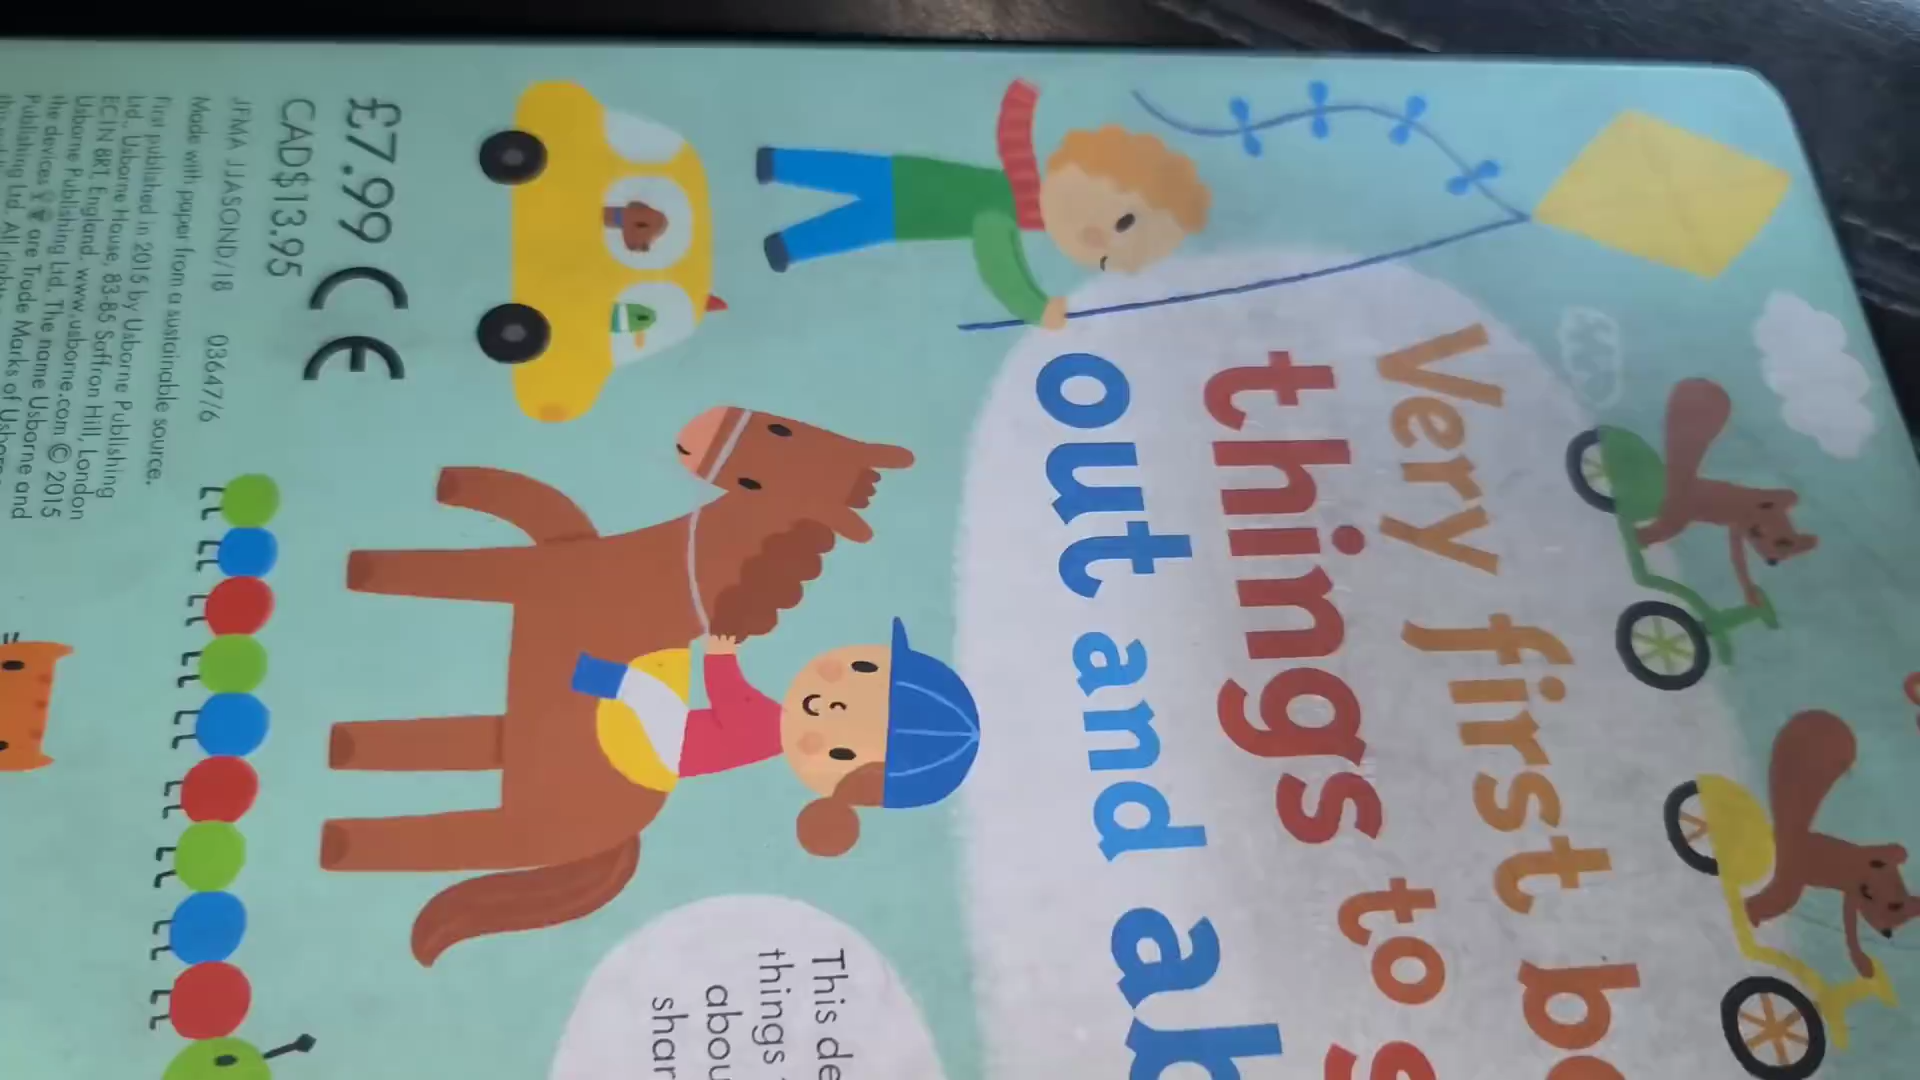 Very first b
things to s
out and ab
This de
things
abou
shar
£7.99 CE
CAD$13.95
JFMA JJASOND/18 03647/6
Made with paper from a sustainable source.
First published in 2015 by Usborne Publishing
Ltd., Usborne House, 83-85 Saffron Hill, London
EC1N 8RT, England. www.usborne.com © 2015
Usborne Publishing Ltd. The name Usborne and
the devices are Trade Marks of Usborne
Publishing Ltd. All rights